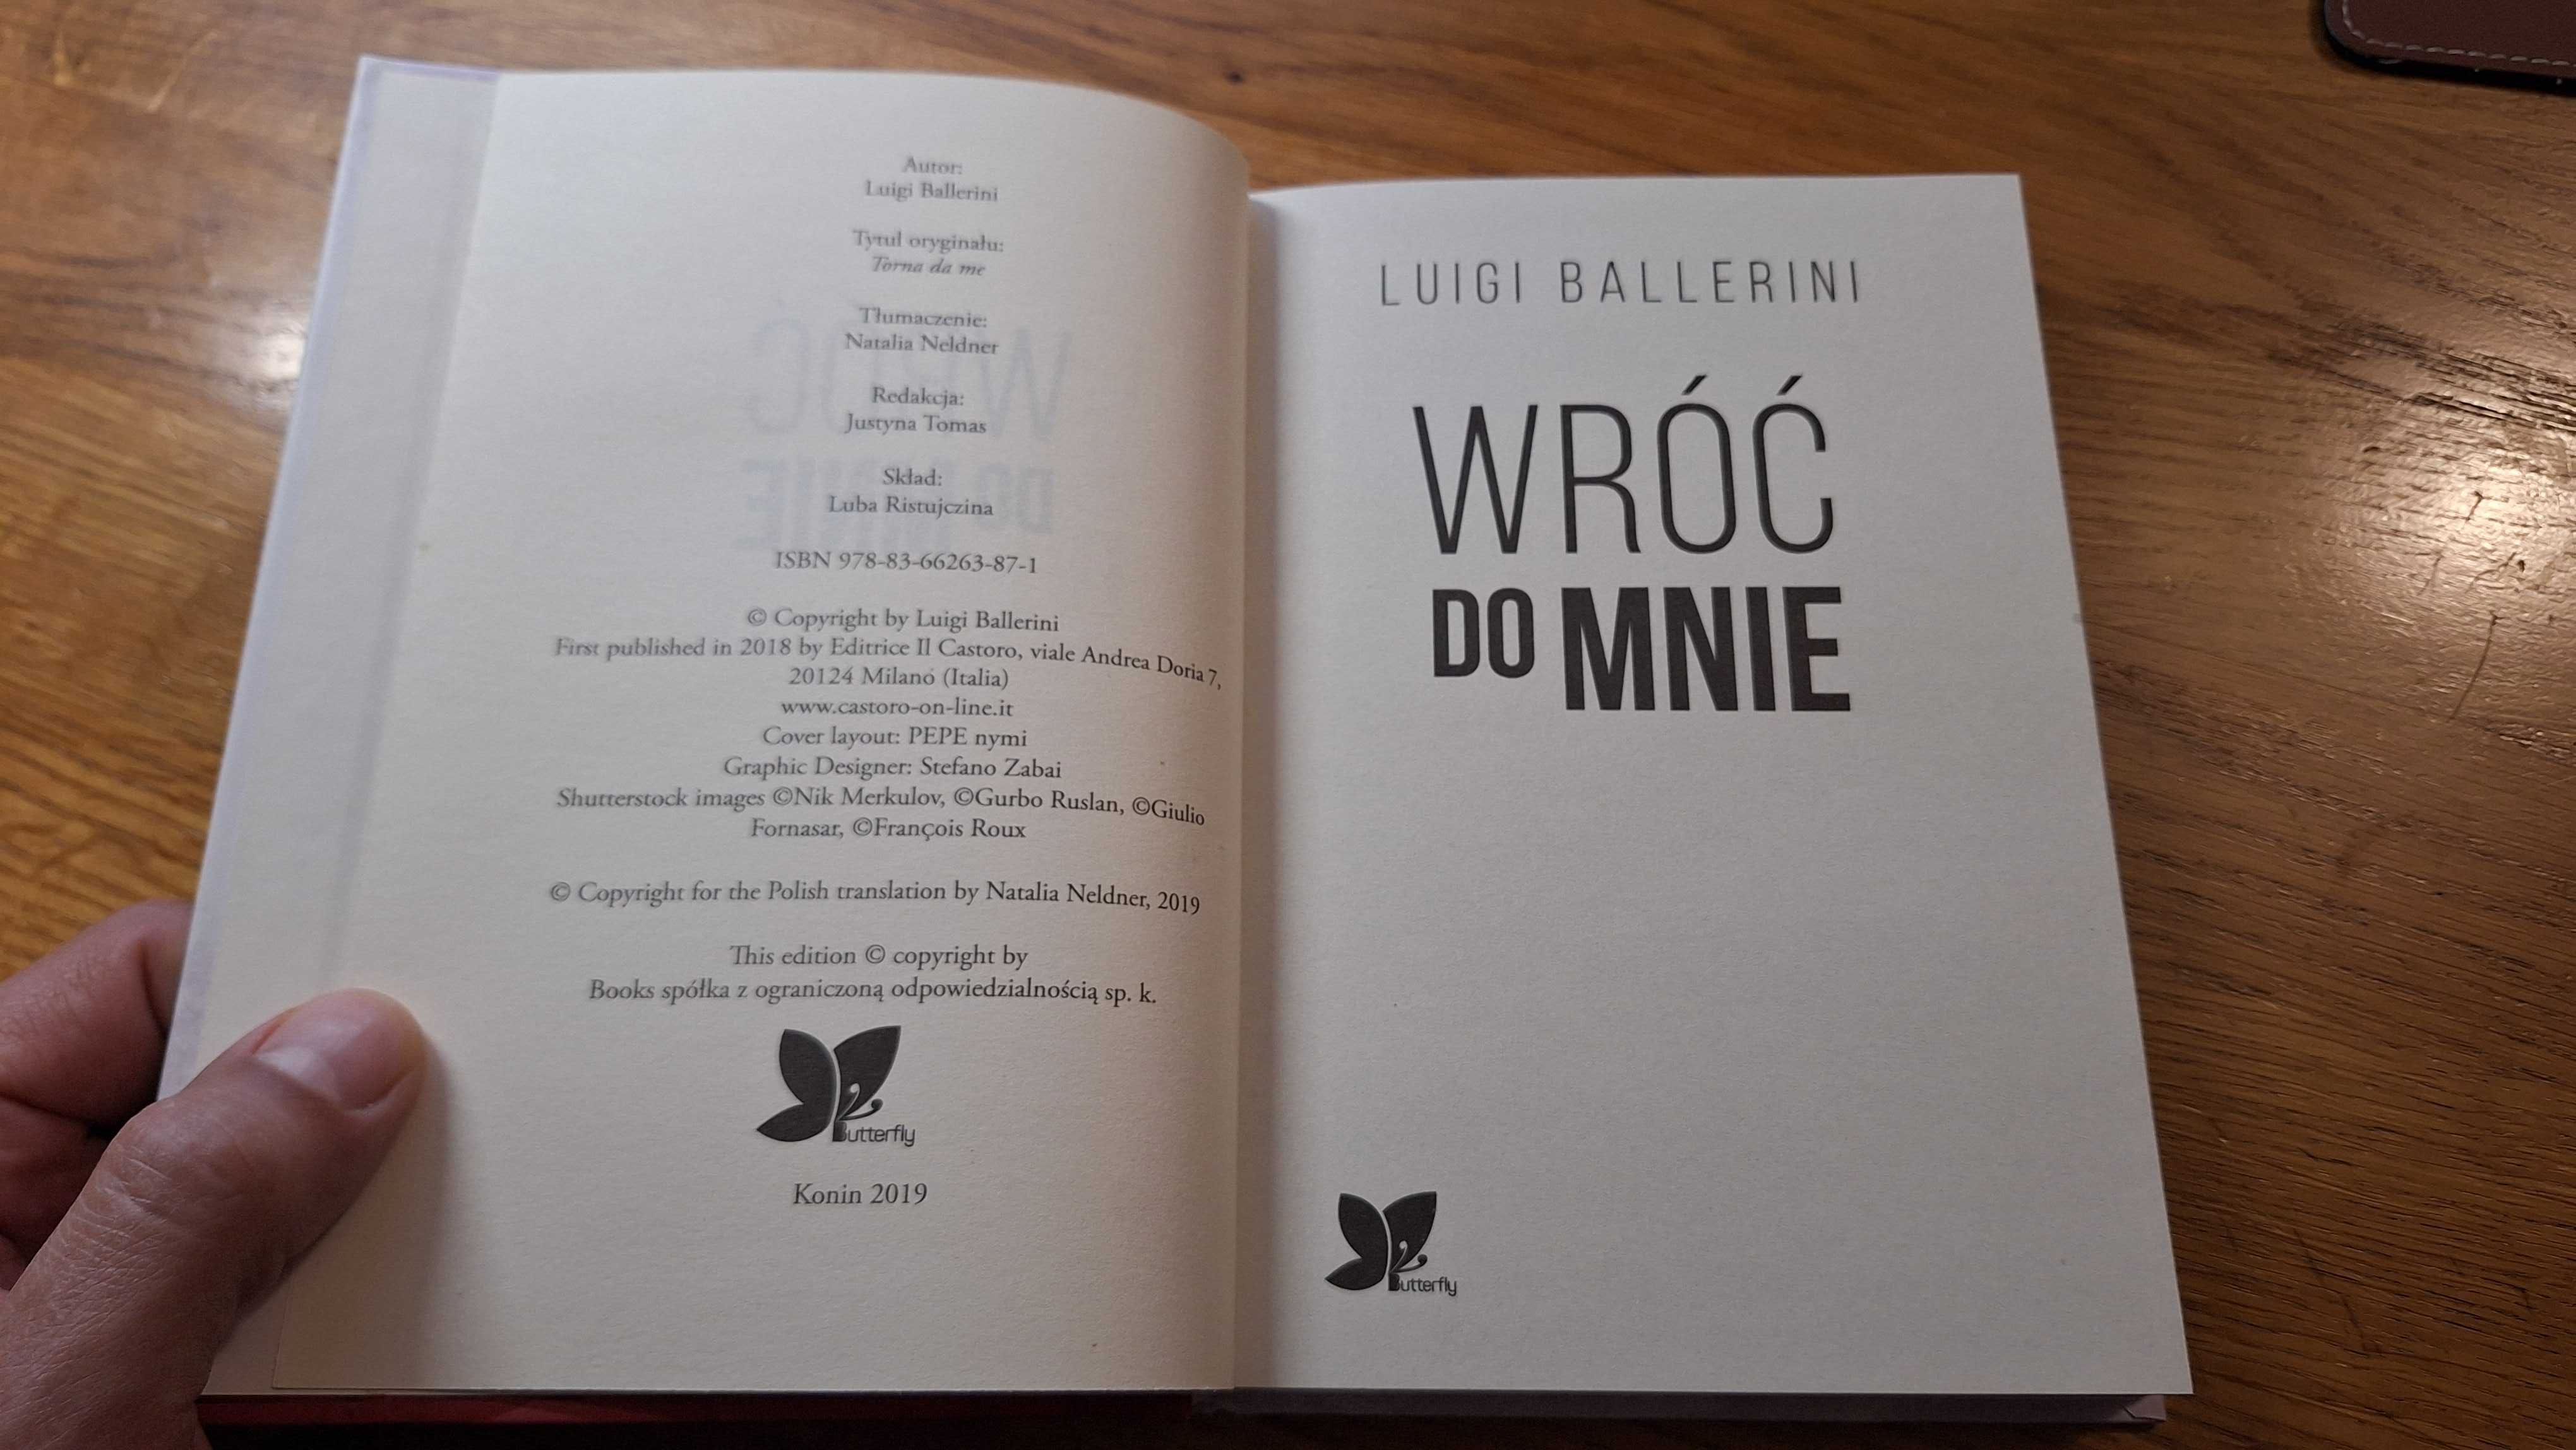 Autor:
Luigi Ballerini
Tytuł oryginału:
Torna da me
Tłumaczenie:
Natalia Neldner
Redakcja:
Justyna Tomas
Skład:
Luba Ristujczina
ISBN 978-83-66263-87-1
© Copyright by Luigi Ballerini
First published in 2018 by Editrice Il Castoro, viale Andrea Doria 7,
20124 Milano (Italia)
www.castoro-on-line.it
Cover layout: PEPE nymi
Graphic Designer: Stefano Zabai
Shutterstock images ©Nik Merkulov, ©Gurbo Ruslan, ©Giulio
Fornasar, ©François Roux
© Copyright for the Polish translation by Natalia Neldner, 2019
This edition © copyright by
Books spółka z ograniczoną odpowiedzialnością sp. k.
Butterfly
Konin 2019
LUIGI BALLERINI
WRÓĆ
DO MNIE
Butterfly